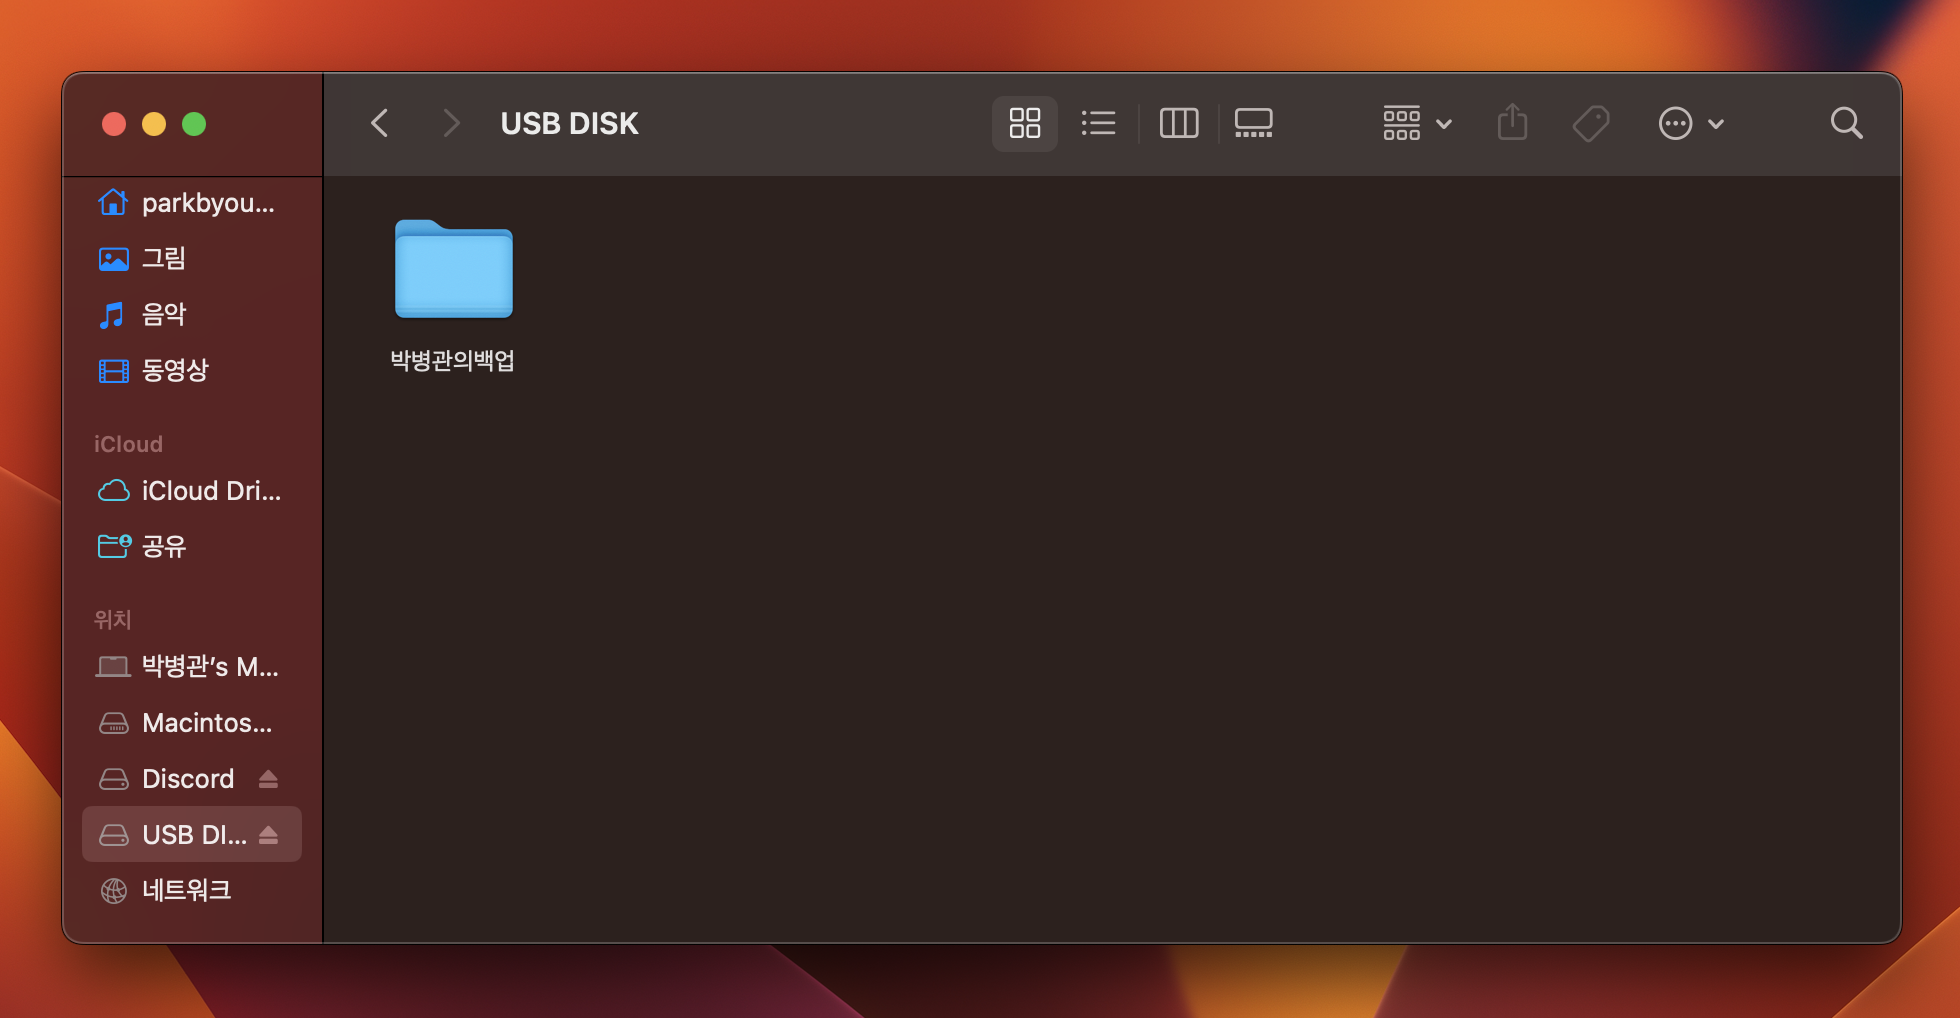 USB DISK
parkbyou...
그림
음악
동영상
iCloud
iCloud Dri...
공유
위치
박병관's M...
Macintos...
Discord
USB DI...
네트워크
박병관의백업